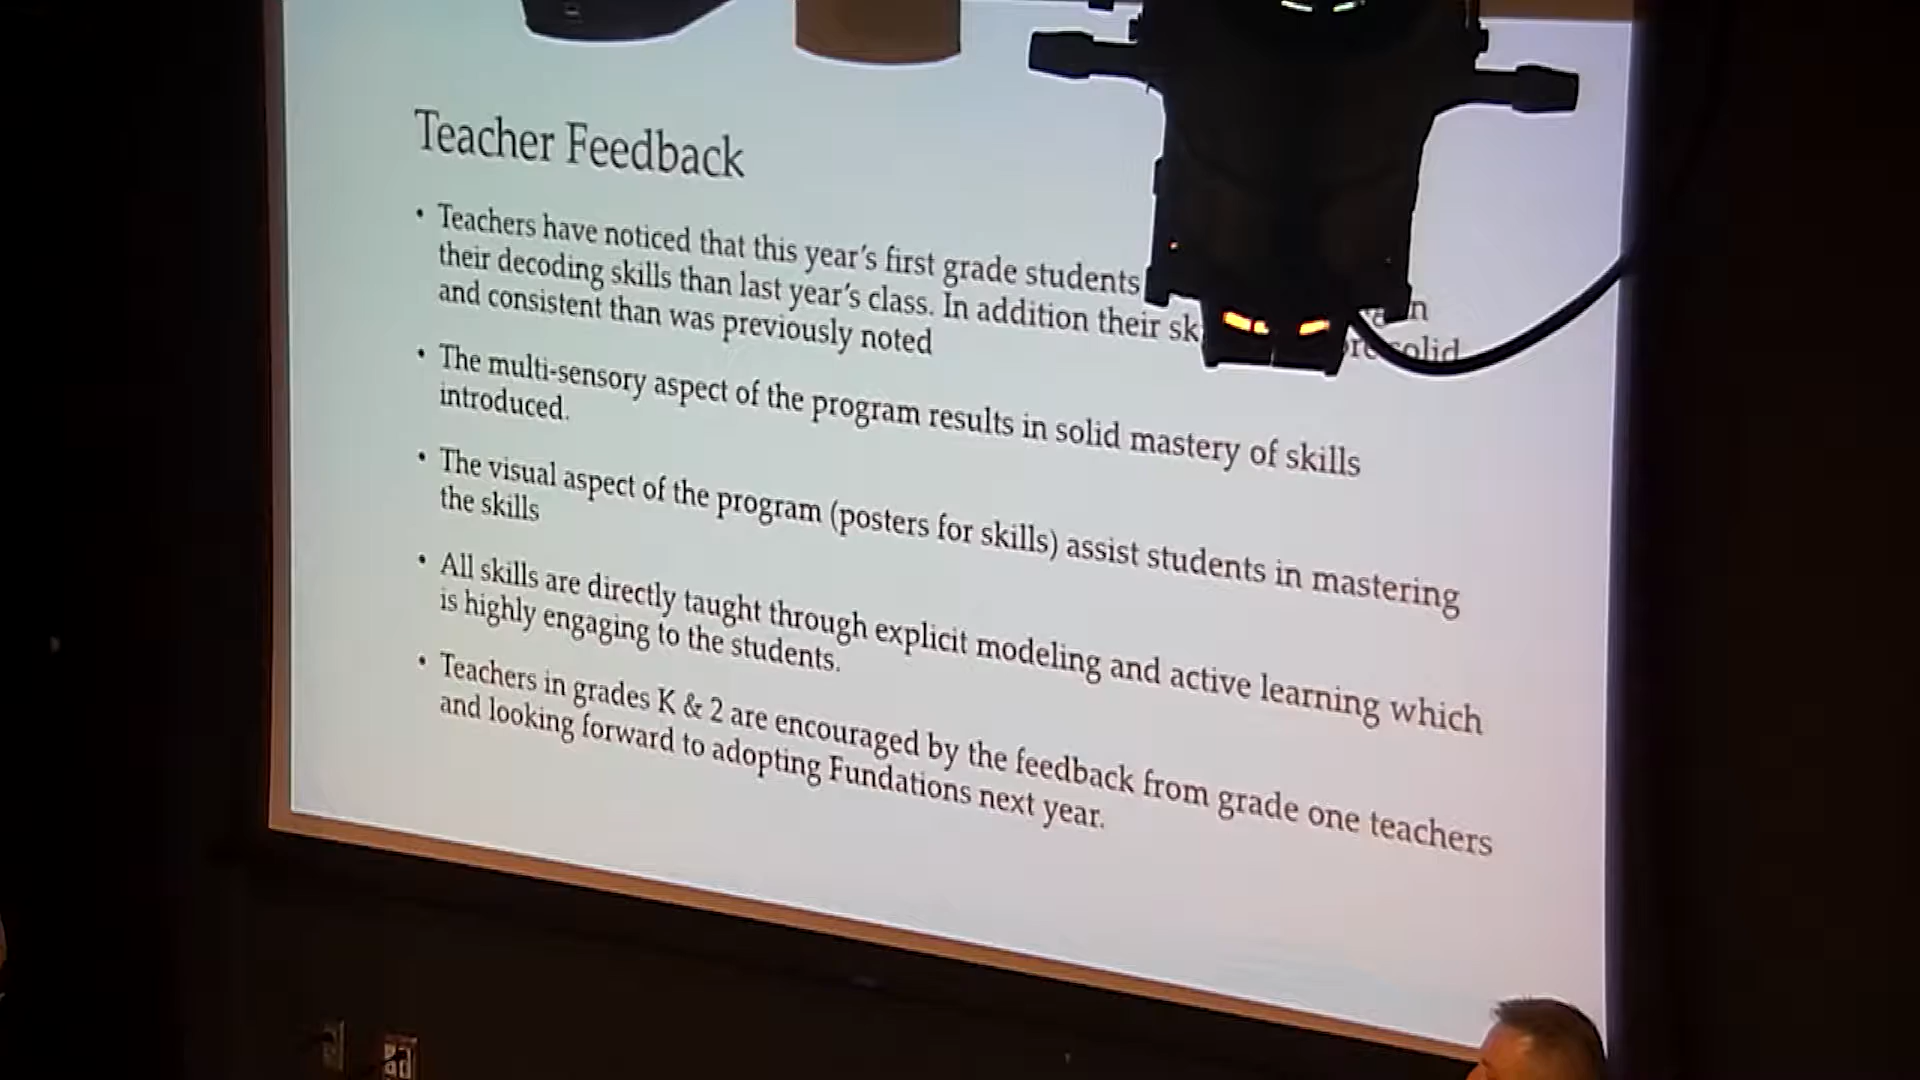 Teacher Feedback
• Teachers have noticed that this year's first grade students
their decoding skills than last year's class. In addition their solid
and consistent than was previously noted
• The multi-sensory aspect of the program results in solid mastery of skills
introduced.
• The visual aspect of the program (posters for skills) assist students in mastering
the skills
• All skills are directly taught through explicit modeling and active learning which
is highly engaging to the students.
• Teachers in grades K & 2 are encouraged by the feedback from grade one teachers
and looking forward to adopting Fundations next year.